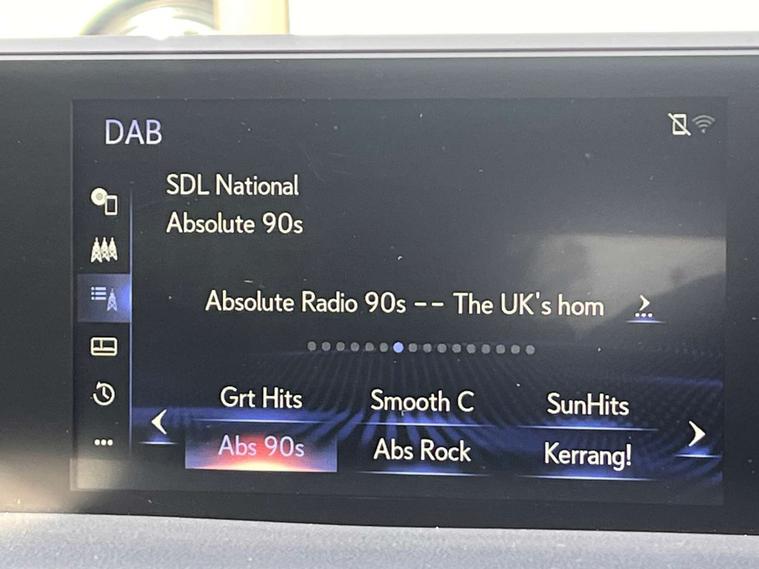 DAB
SDL National
Absolute 90s
Absolute Radio 90s -- The UK's hom
Grt Hits Smooth C SunHits
Abs 90s Abs Rock Kerrang!